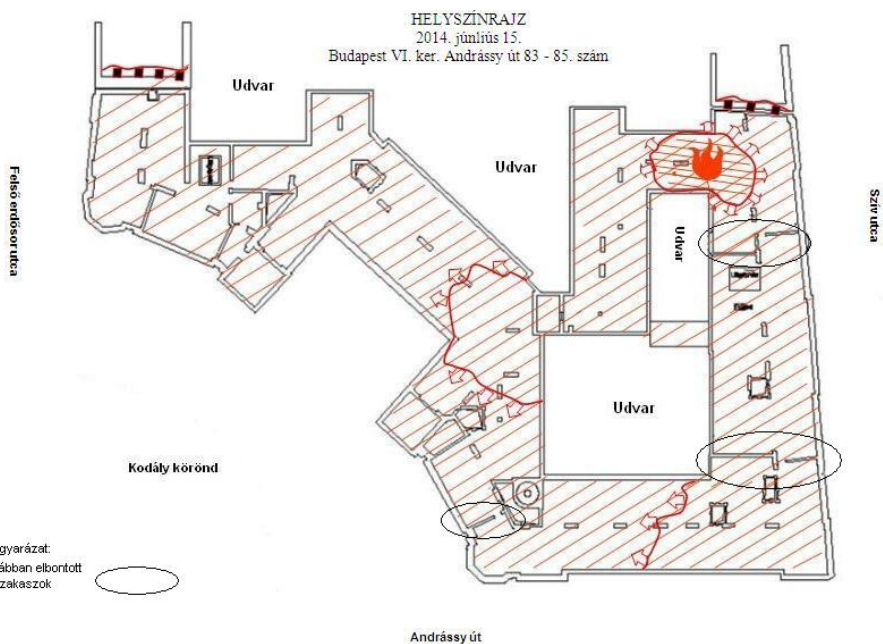 HELYSZÍNRAJZ
2014. júnliús 15.
Budapest VI. ker. Andrássy út 83 - 85. szám
Udvar
Udvar
Felső erdősor utca
Szív utca
Udvar
Udvar
Kodály körönd
gyarázat:
ábban elbontott
zakaszok
Andrássy út